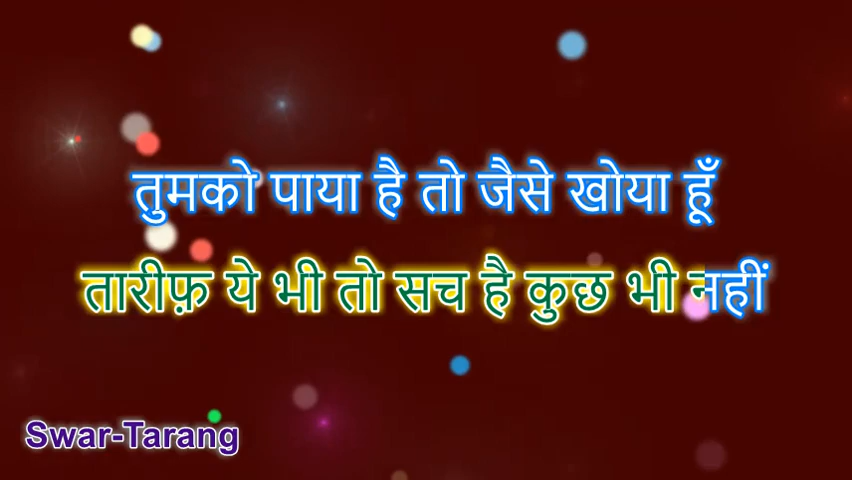 तुमको पाया है तो जैसे खोया हूँ
तारीफ़ ये भी तो सच है कुछ भी नहीं
Swar-Tarang